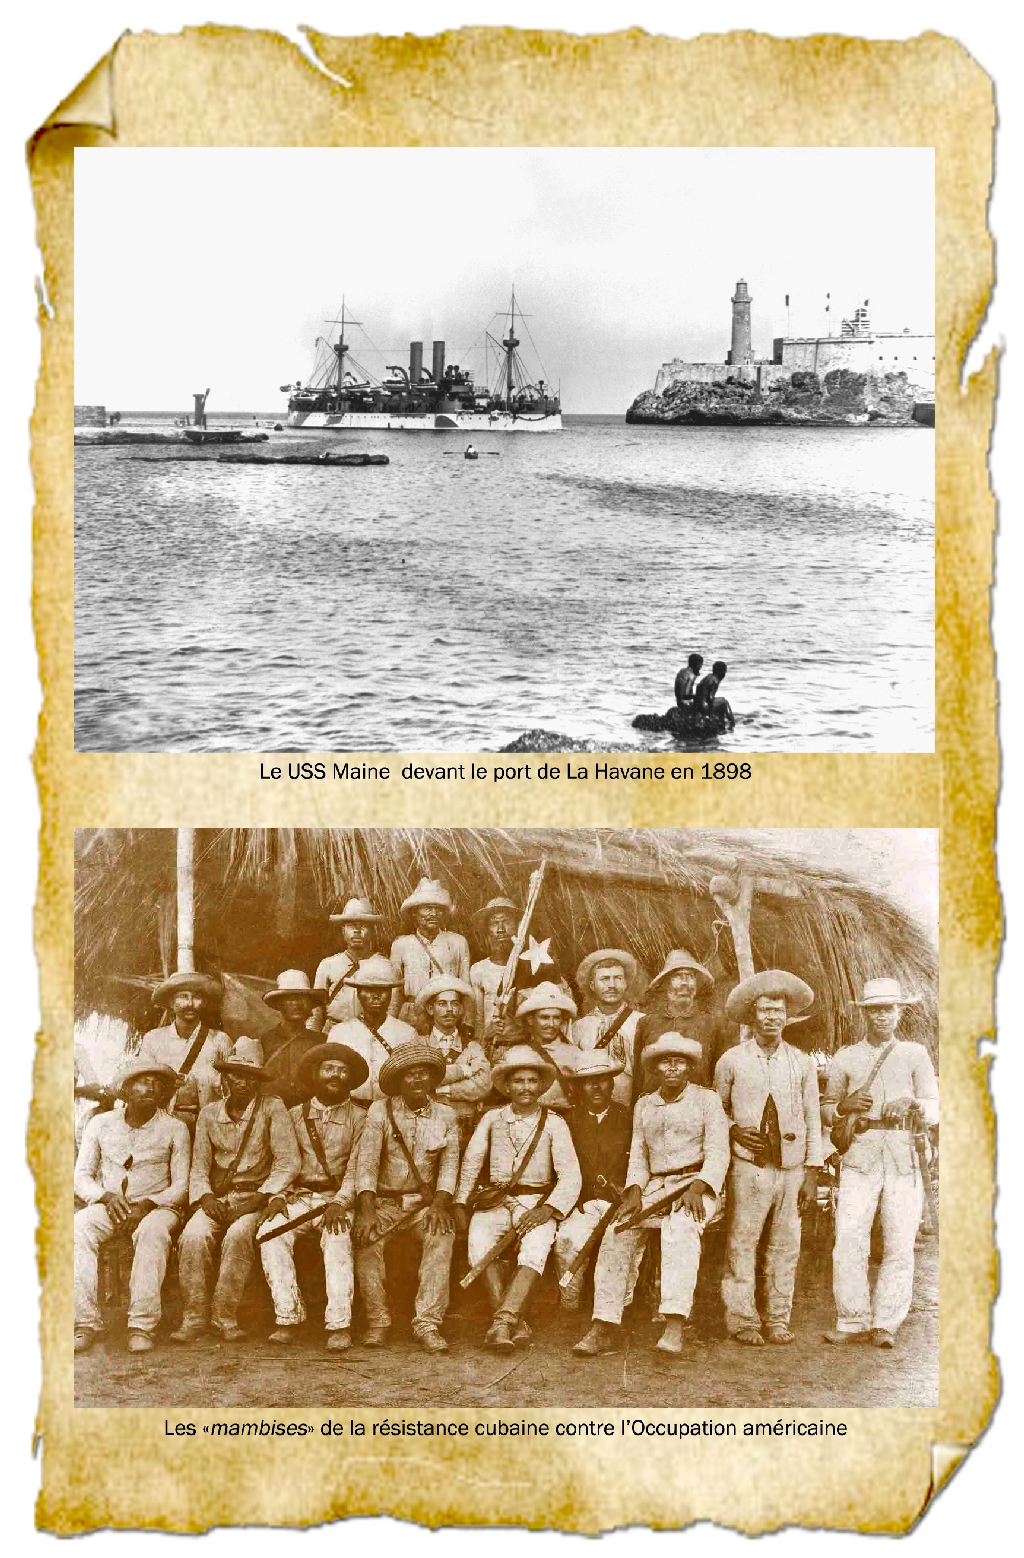 Le USS Maine  devant le port de La Havane en 1898
Les «mambises» de la résistance cubaine contre l'Occupation américaine